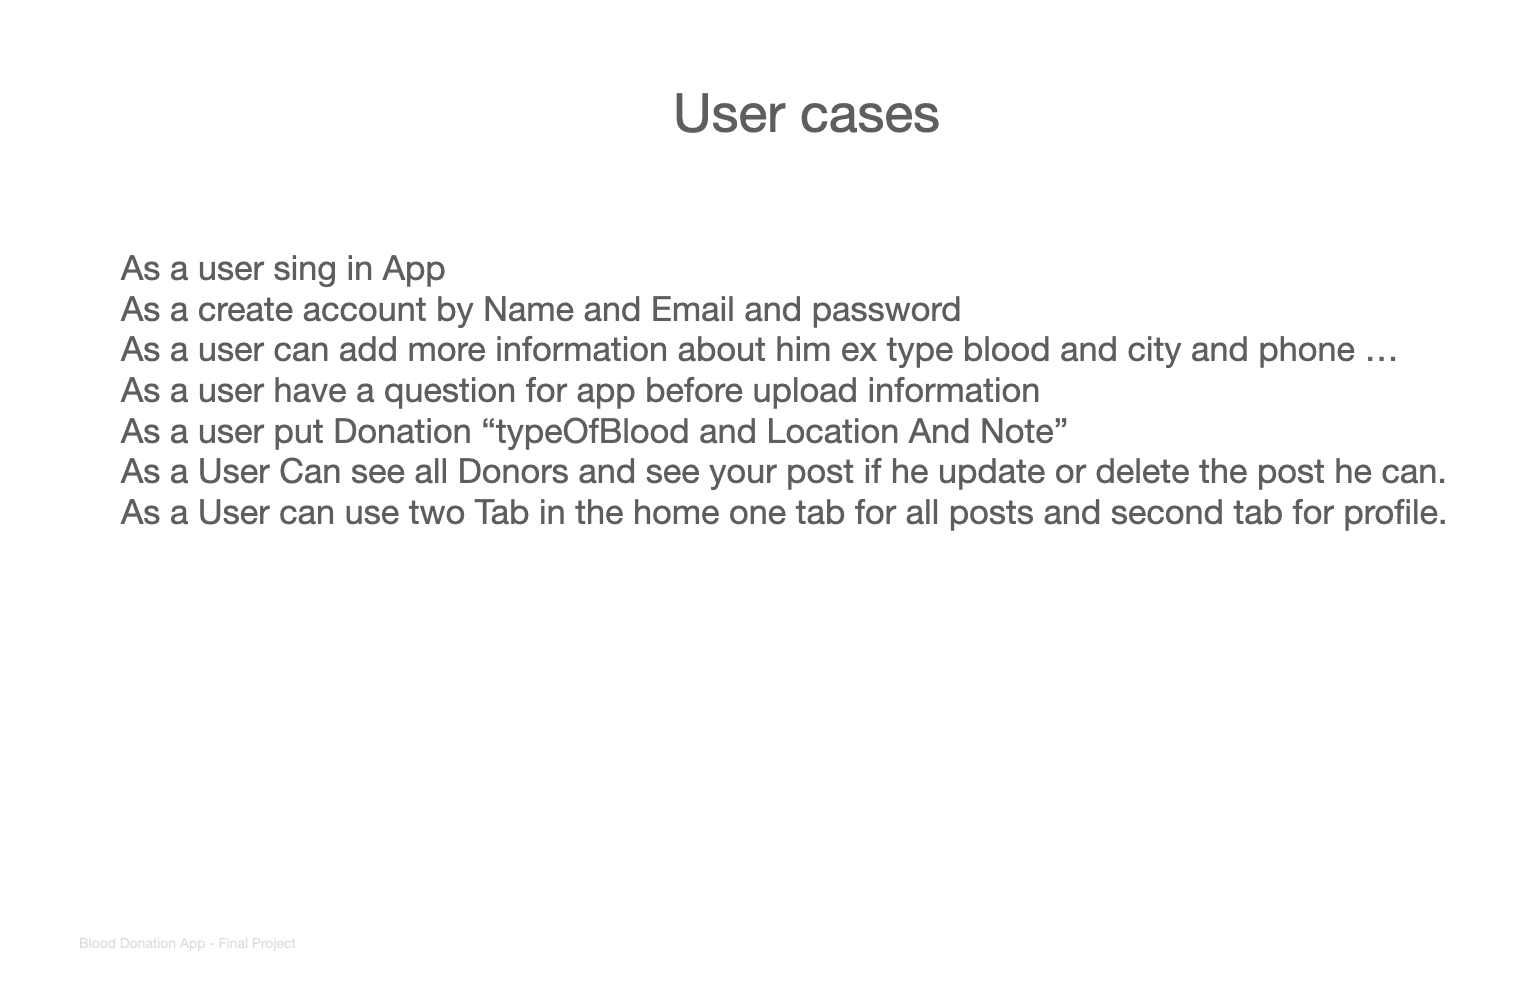 User cases
As a user sing in App
As a create account by Name and Email and password
As a user can add more information about him ex type blood and city and phone …
As a user have a question for app before upload information
As a user put Donation “typeOfBlood and Location And Note”
As a User Can see all Donors and see your post if he update or delete the post he can.
As a User can use two Tab in the home one tab for all posts and second tab for profile.
Blood Donation App - Final Project